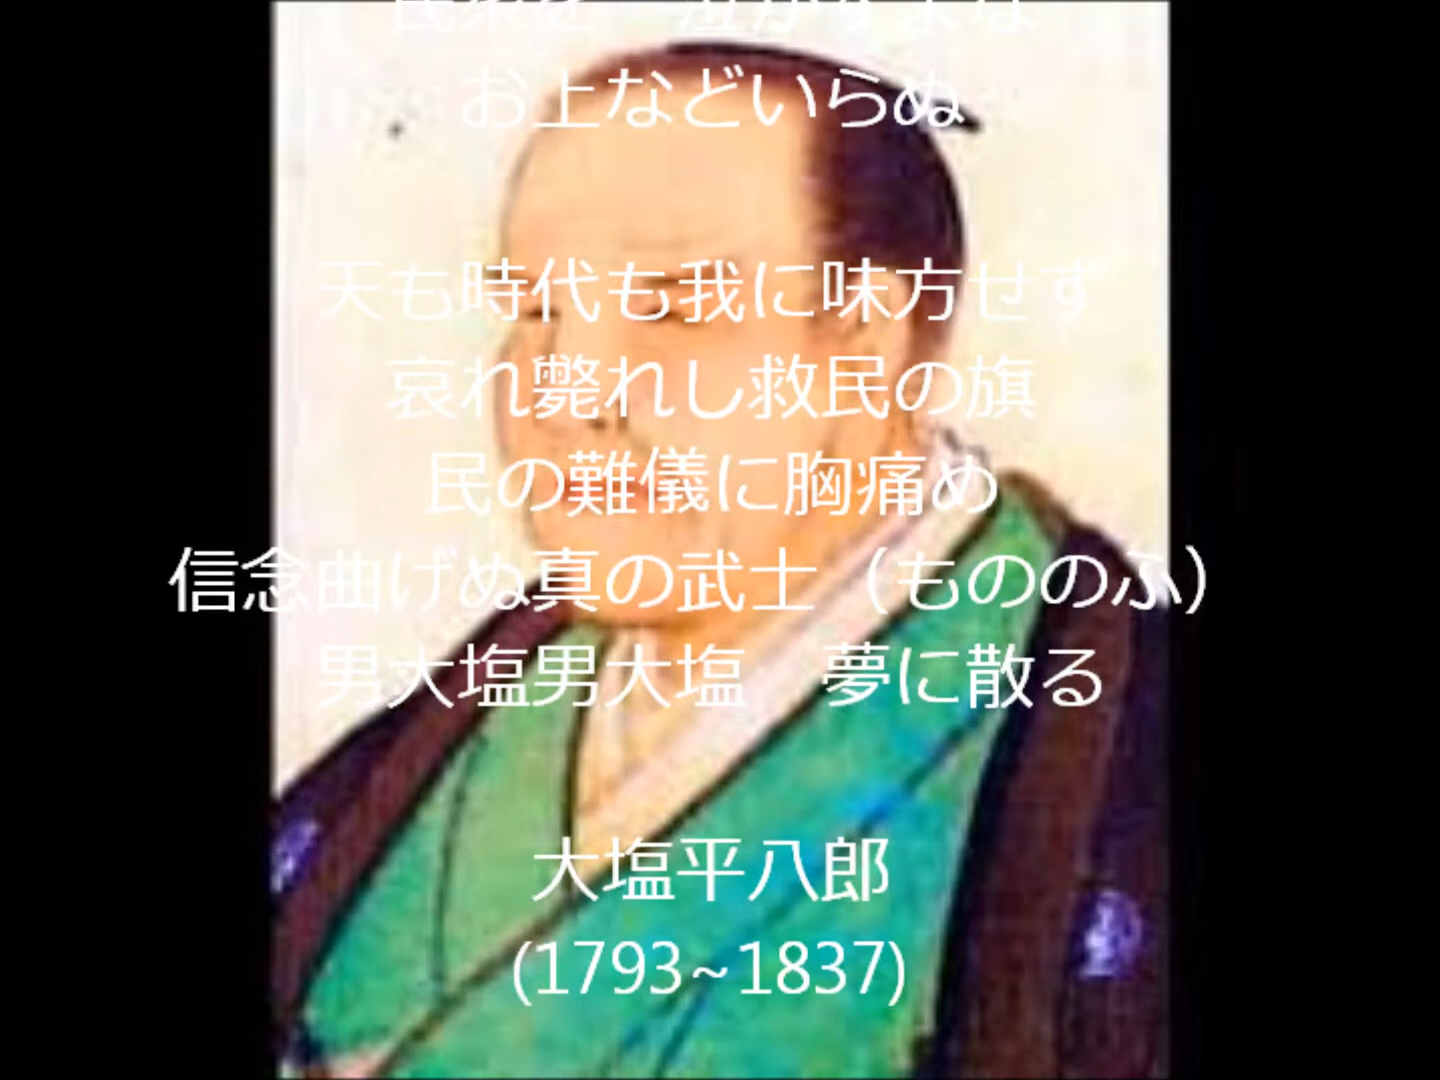 お上などいらぬ
天も時代も我に味方せず
哀れ斃れし救民の旗
民の難儀に胸痛め
信念曲げぬ真の武士（もののふ）
男大塩男大塩　夢に散る
大塩平八郎
(1793~1837)